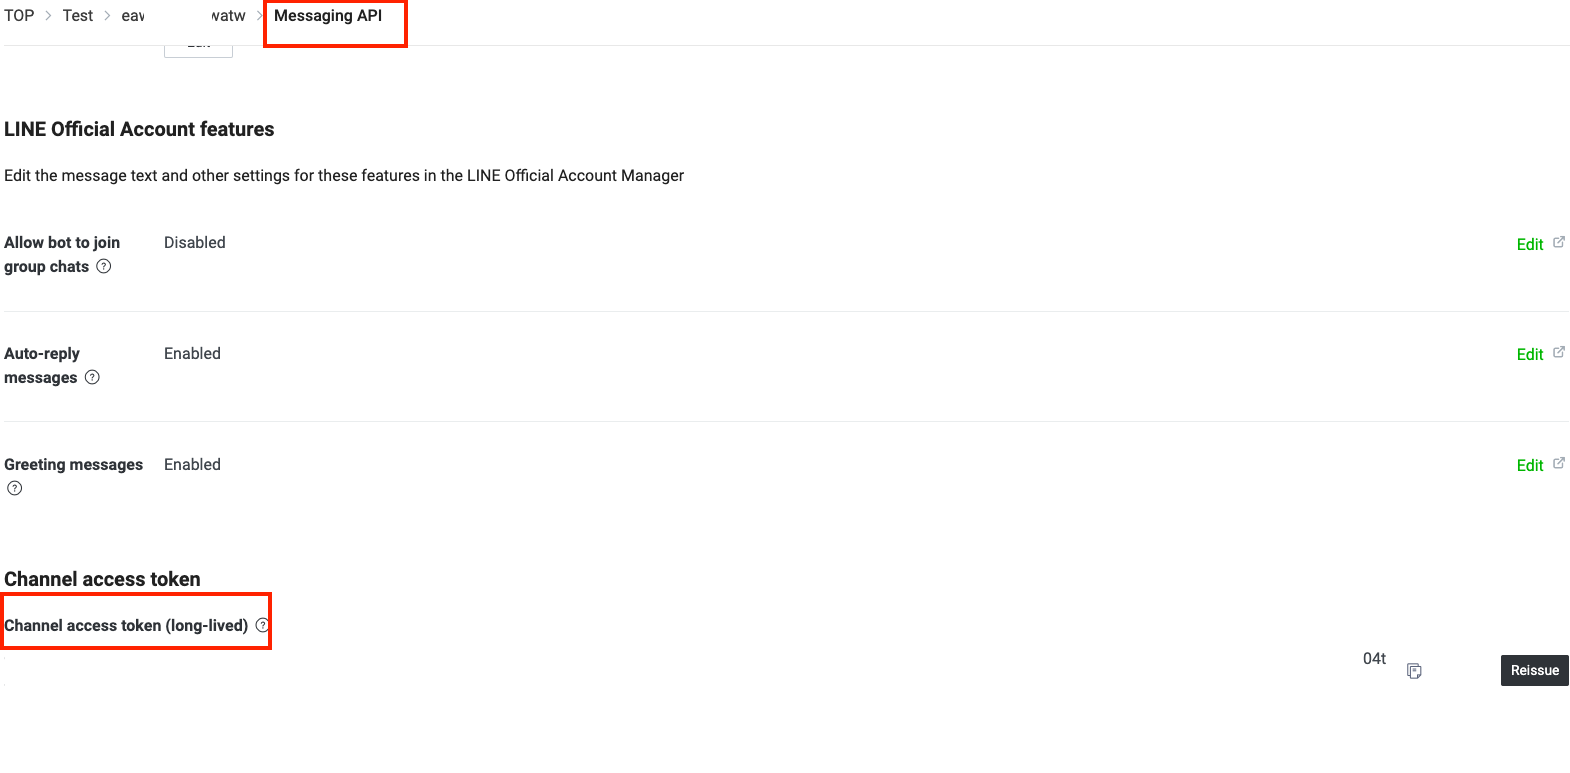 TOP > Test > eav watw > Messaging API
LINE Official Account features
Edit the message text and other settings for these features in the LINE Official Account Manager
Allow bot to join group chats Disabled Edit
Auto-reply messages Enabled Edit
Greeting messages Enabled Edit
Channel access token
Channel access token (long-lived)
04t
Reissue